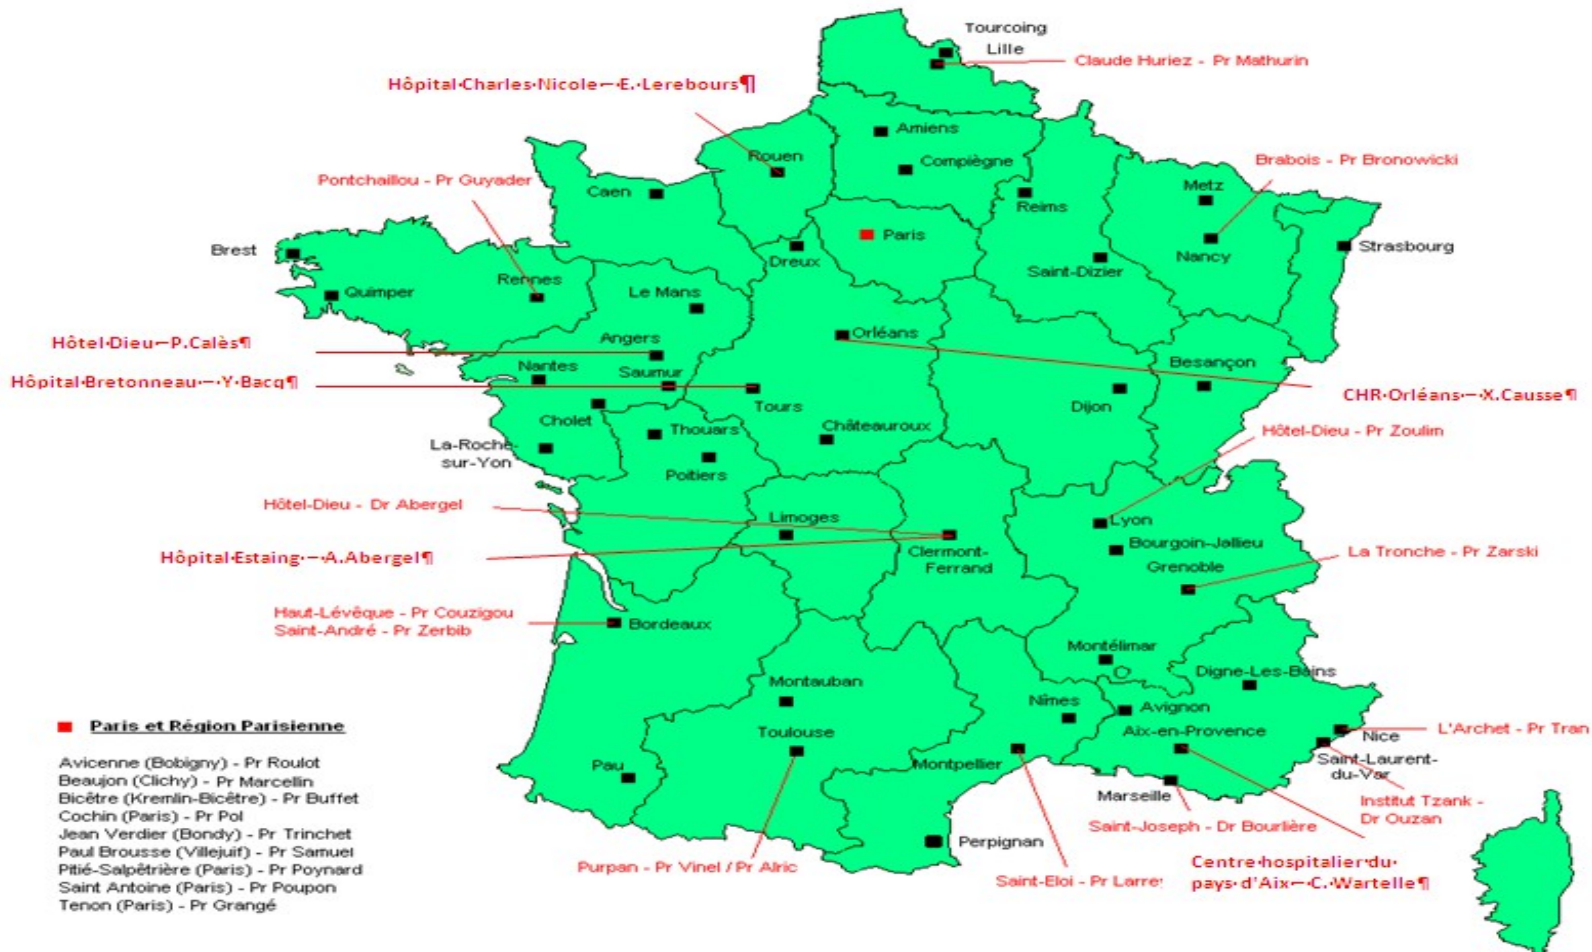 Tourcoing
Lille
Claude Huriez - Pr Mathurin
Hôpital·Charles·Nicole·–·E.·Lerebours¶
Amiens
Rouen
Compiègne
Brabois - Pr Bronowicki
Pontchaillou - Pr Guyader
Caen
Metz
Reims
Paris
Brest
Dreux
Nancy
Strasbourg
Saint-Dizier
Rennes
Quimper
Le Mans
Orléans
Hôtel·Dieu·–·P.Calès¶
Angers
Nantes
Saumur
Besançon
Hôpital·Bretonneau·–·Y·Bacq¶
CHR·Orléans·–·X.Causse¶
Tours
Dijon
Cholet
Thouars
Châteauroux
Hôtel-Dieu - Pr Zoulim
La-Roche-
sur-Yon
Poitiers
Hôtel-Dieu - Dr Abergel
Limoges
Lyon
Clermont-
Ferrand
Bourgoin-Jallieu
Hôpital·Estaing·–·A.Abergel¶
La Tronche - Pr Zarski
Grenoble
Haut-Lévêque - Pr Couzigou
Saint-André - Pr Zerbib
Bordeaux
Montélimar
Digne-Les-Bains
Montauban
Nîmes
Avignon
Toulouse
Aix-en-Provence
L'Archet - Pr Tran
Nice
Pau
Montpellier
Saint-Laurent-
du-Var
Marseille
Institut Tzank -
Dr Ouzan
Saint-Joseph - Dr Bourlière
Perpignan
Purpan - Pr Vinel / Pr Alric
Saint-Eloi - Pr Larre
Centre·hospitalier·du·
pays·d'Aix·–·C.·Wartelle¶
Paris et Région Parisienne
Avicenne (Bobigny) - Pr Roulot
Beaujon (Clichy) - Pr Marcellin
Bicêtre (Kremlin-Bicêtre) - Pr Buffet
Cochin (Paris) - Pr Pol
Jean Verdier (Bondy) - Pr Trinchet
Paul Brousse (Villejuif) - Pr Samuel
Pitié-Salpêtrière (Paris) - Pr Poynard
Saint Antoine (Paris) - Pr Poupon
Tenon (Paris) - Pr Grangé